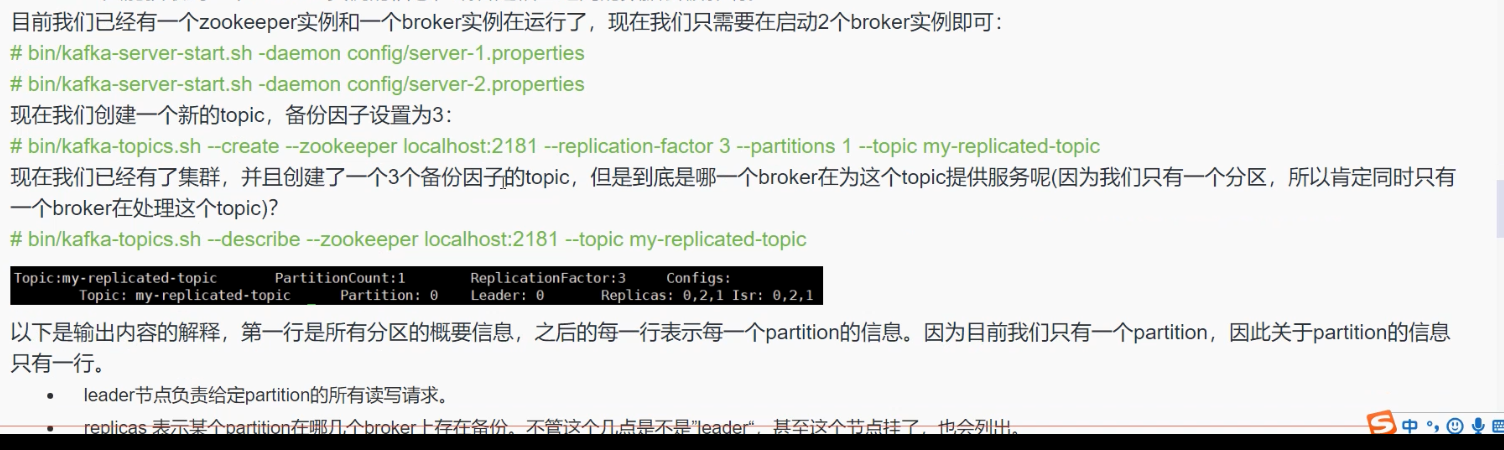 目前我们已经有一个zookeeper实例和一个broker实例在运行了，现在我们只需要在启动2个broker实例即可：
# bin/kafka-server-start.sh -daemon config/server-1.properties
# bin/kafka-server-start.sh -daemon config/server-2.properties
现在我们创建一个新的topic，备份因子设置为3：
# bin/kafka-topics.sh --create --zookeeper localhost:2181 --replication-factor 3 --partitions 1 --topic my-replicated-topic
现在我们已经有了集群，并且创建了一个3个备份因子的topic，但是到底是哪一个broker在为这个topic提供服务呢(因为我们只有一个分区，所以肯定同时只有
一个broker在处理这个topic)？
# bin/kafka-topics.sh --describe --zookeeper localhost:2181 --topic my-replicated-topic
Topic:my-replicated-topic PartitionCount:1 ReplicationFactor:3 Configs:
Topic: my-replicated-topic Partition: 0 Leader: 0 Replicas: 0,2,1 Isr: 0,2,1
以下是输出内容的解释，第一行是所有分区的概要信息，之后的每一行表示每一个partition的信息。因为目前我们只有一个partition，因此关于partition的信息
只有一行。
• leader节点负责给定partition的所有读写请求。
• replicas 表示某个partition在哪几个broker上存在备份。不管这个几点是不是”leader“，甚至这个节点挂了，也会列出。
中